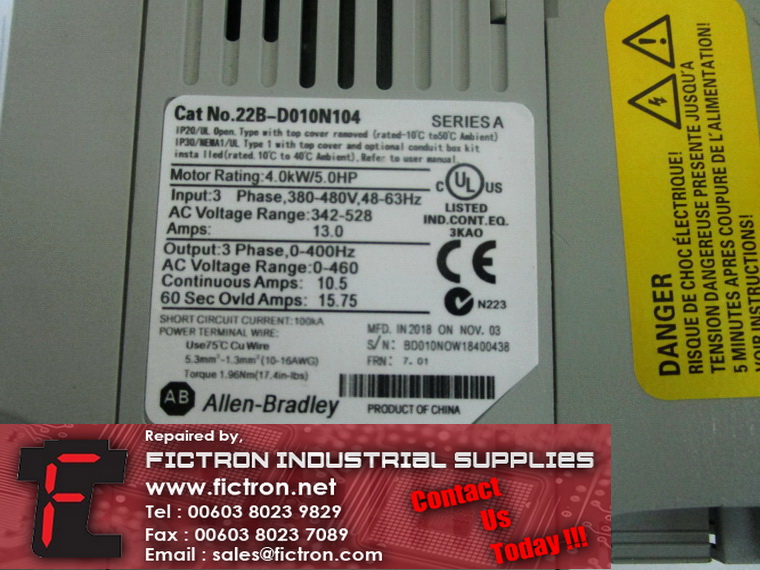 Cat No.22B-D010N104
SERIES A
IP20/UL Open. Type with top cover removed (rated-10℃ to50℃ Ambient)
IP30/NEMA1/UL Type 1 with top cover and optional conduit box kit
installed(rated. 10℃ to 40℃ Ambient), Refer to user manual
Motor Rating:4.0kW/5.0HP
Input:3 Phase,380-480V,48-63Hz
AC Voltage Range:342-528
Amps: 13.0
Output:3 Phase,0-400Hz
AC Voltage Range:0-460
Continuous Amps: 10.5
60 Sec Ovld Amps: 15.75
C UL US
LISTED
IND.CONT.EQ.
3KAO
CE
N223
SHORT CIRCUIT CURRENT:100kA
POWER TERMINAL WIRE:
Use75℃ Cu Wire
5.3mm²-1.3mm²(10-16AWG)
Torque 1.96Nm(17.4in-lbs)
MFD. IN 2018 ON NOV. 03
S/N: BD010NOW18400438
FRN: 7.01
AB Allen-Bradley
PRODUCT OF CHINA
DANGER
RISQUE DE CHOC ÉLECTRIQUE!
TENSION DANGEREUSE PRESENTE JUSQU'A
5 MINUTES APRES COUPURE DE L'ALIMENTATION!
VOIR INSTRUCTIONS!
Repaired by,
FICTRON INDUSTRIAL SUPPLIES
www.fictron.net
Tel : 00603 8023 9829
Fax : 00603 8023 7089
Email : sales@fictron.com
Contact
Us
Today !!!